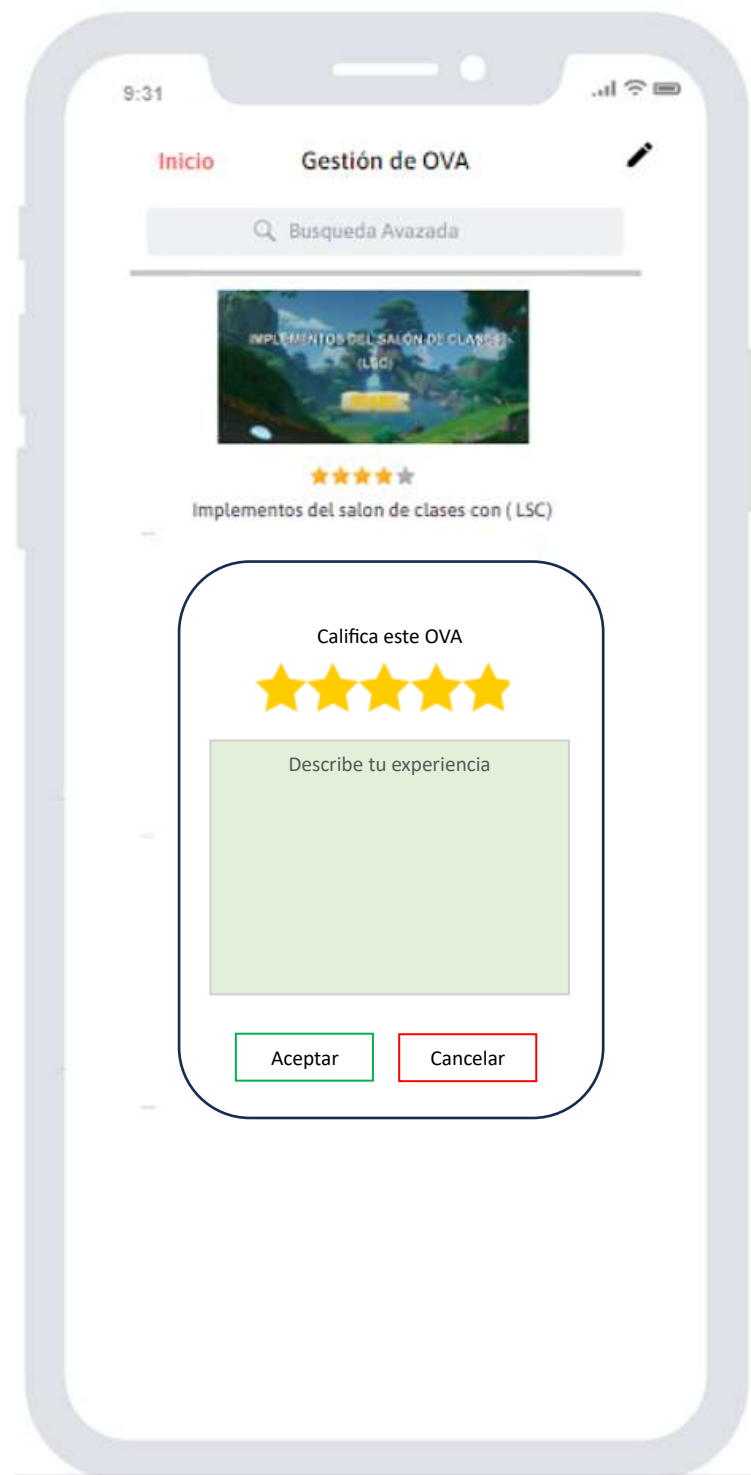 9:31
Inicio
Gestión de OVA
Busqueda Avazada
IMPLEMENTOS DEL SALÓN DE CLASES
(LSC)
Implementos del salon de clases con ( LSC)
Califica este OVA
Describe tu experiencia
Aceptar
Cancelar